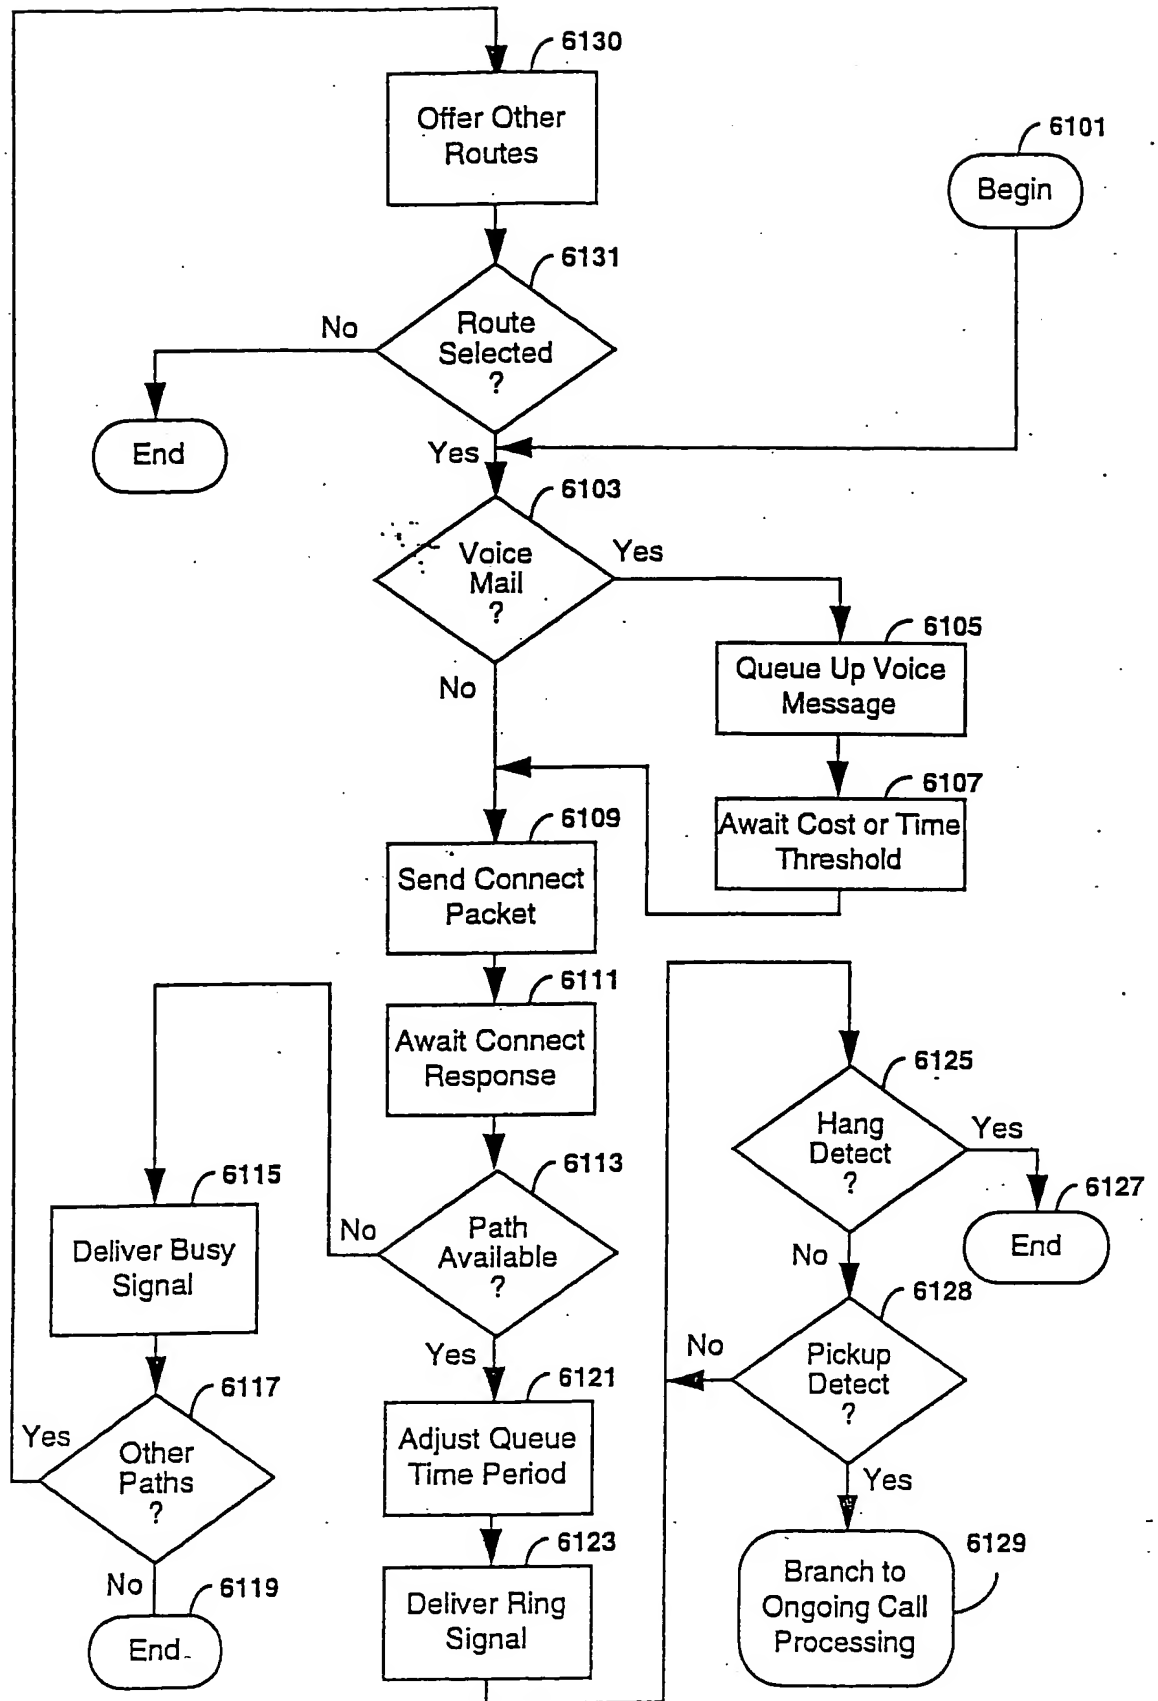 6130
Offer Other
Routes
6101
Begin
6131
Route
Selected
?
No
End
Yes
6103
Voice
Mail
?
Yes
6105
Queue Up Voice
Message
No
6107
Await Cost or Time
Threshold
6109
Send Connect
Packet
6111
Await Connect
Response
6125
Hang
Detect
?
Yes
6127
End
6113
Path
Available
?
No
6115
Deliver Busy
Signal
No
6128
Pickup
Detect
?
No
Yes
6121
Adjust Queue
Time Period
6117
Other
Paths
?
Yes
Yes
6123
Deliver Ring
Signal
6129
Branch to
Ongoing Call
Processing
No
6119
End